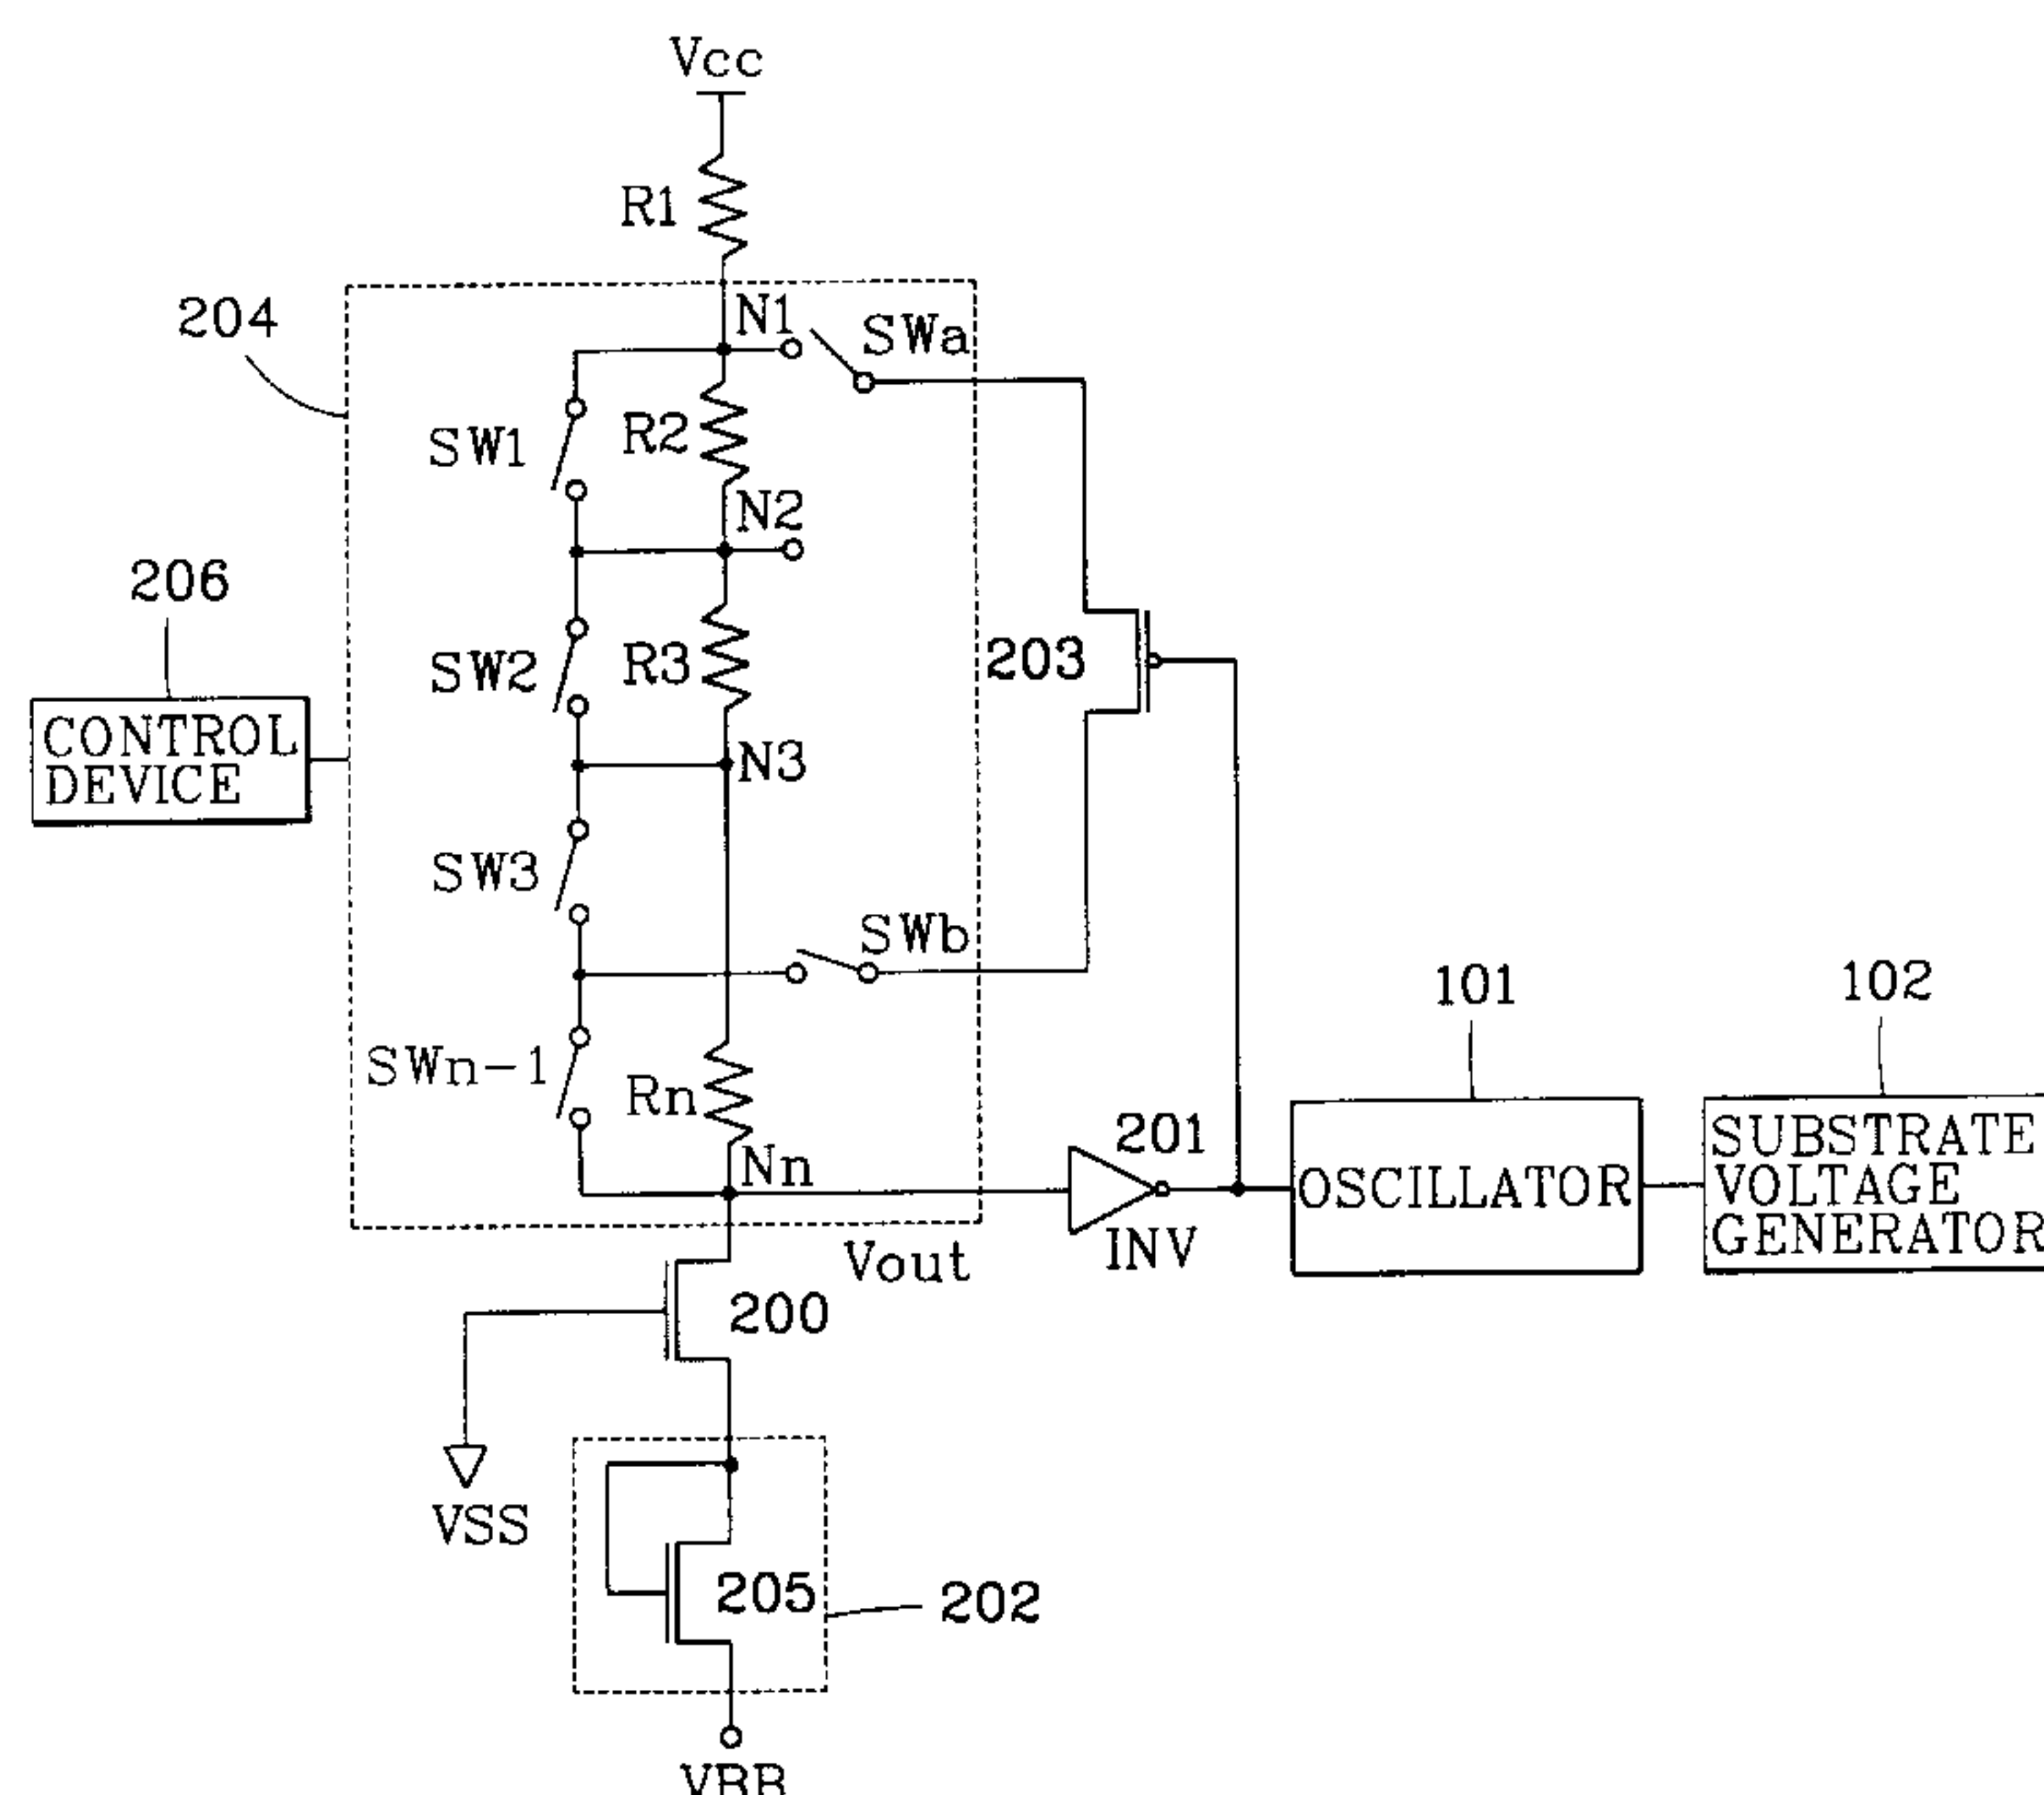 Vcc
R1
204
N1
SWa
SW1
R2
N2
206
SW2
R3
203
CONTROL
DEVICE
N3
SW3
SWb
101
102
SWn-1
Rn
201
Nn
OSCILLATOR
SUBSTRATE
VOLTAGE
GENERATOR
INV
Vout
200
VSS
205
202
VBB